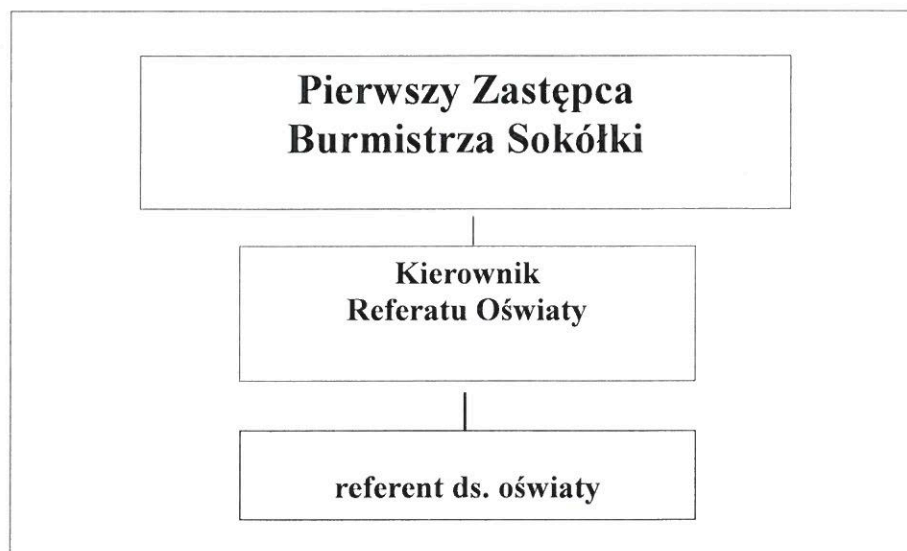 Pierwszy Zastępca
Burmistrza Sokółki
Kierownik
Referatu Oświaty
referent ds. oświaty